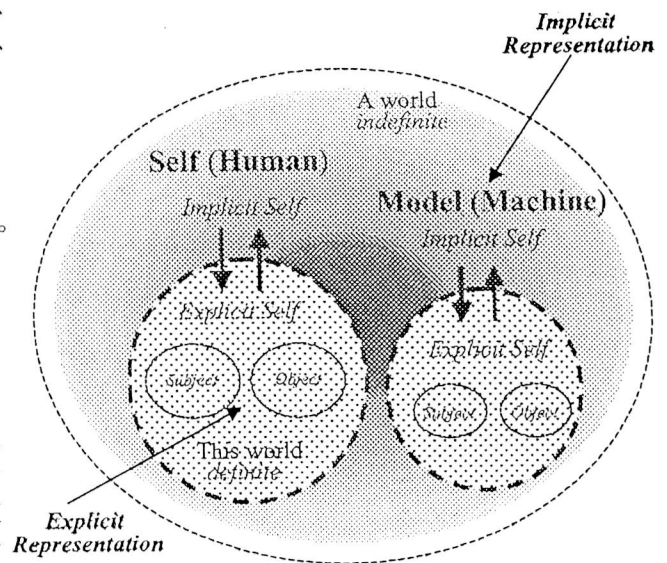 Implicit
Representation
A world
indefinite
Self (Human)
Implicit Self
Model (Machine)
Implicit Self
Explicit Self
Explicit Self
Subject
Object
Subject
Object
This world
definite
Explicit
Representation